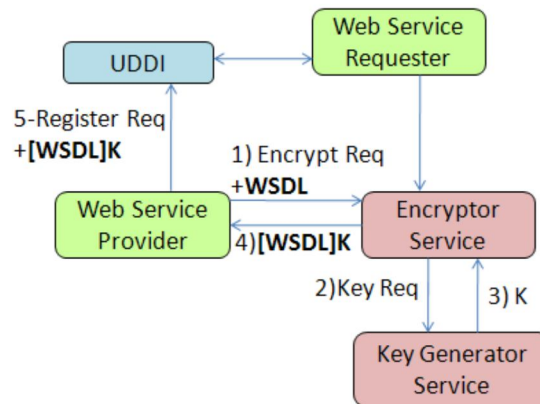 Web Service
Requester
UDDI
5-Register Req
+[WSDL]K
1) Encrypt Req
+WSDL
Web Service
Provider
Encryptor
Service
4)[WSDL]K
2)Key Req
3) K
Key Generator
Service